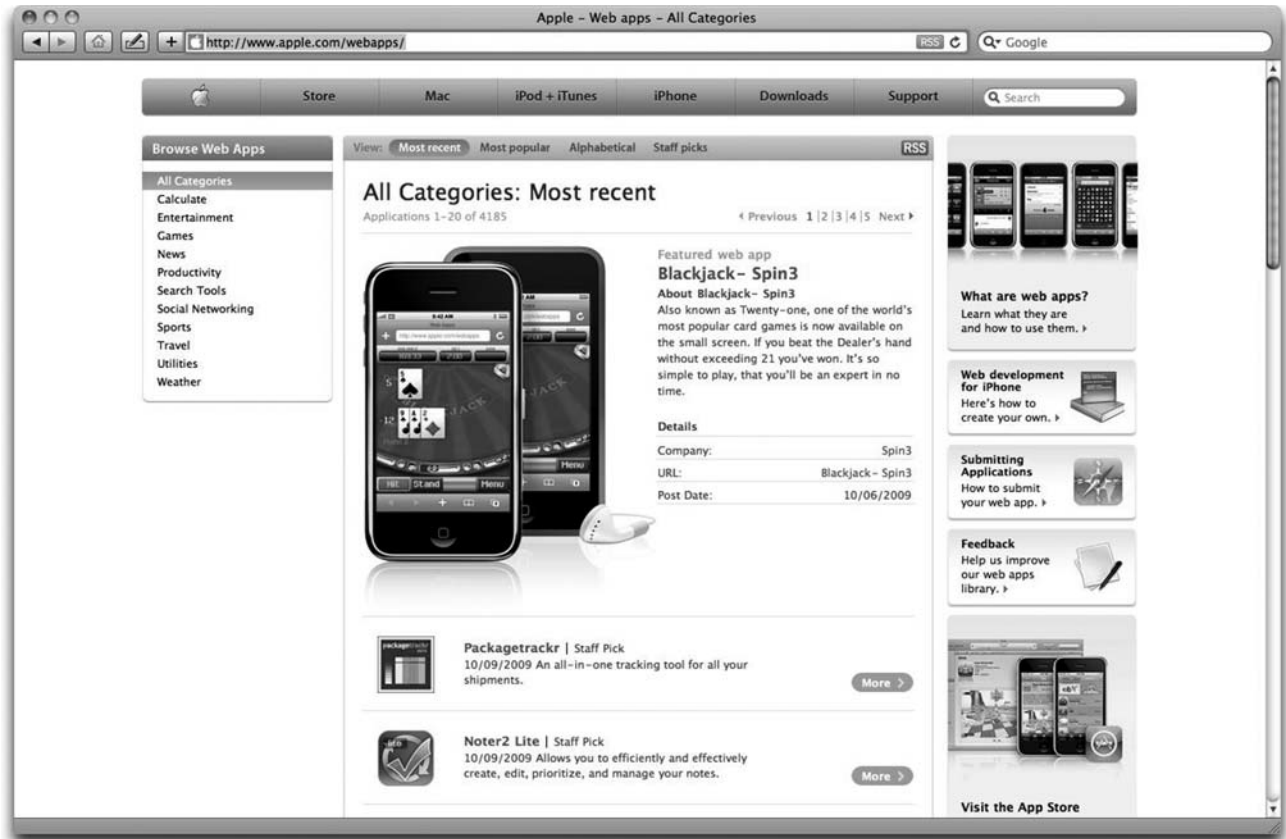 Apple – Web apps – All Categories
http://www.apple.com/webapps/
RSS
Google
Store
Mac
iPod + iTunes
iPhone
Downloads
Support
Search
Browse Web Apps
All Categories
Calculate
Entertainment
Games
News
Productivity
Search Tools
Social Networking
Sports
Travel
Utilities
Weather
View: Most recent Most popular Alphabetical Staff picks
RSS
All Categories: Most recent
Applications 1–20 of 4185
Previous 1 | 2 | 3 | 4 | 5 Next
9:42 AM
http://www.apple.com/webapps
Hit
Stand
Menu
Menu
Featured web app
Blackjack– Spin3
About Blackjack– Spin3
Also known as Twenty–one, one of the world's
most popular card games is now available on
the small screen. If you beat the Dealer's hand
without exceeding 21 you've won. It's so
simple to play, that you'll be an expert in no
time.
Details
Company: Spin3
URL: Blackjack– Spin3
Post Date: 10/06/2009
packagetrackr
Packagetrackr | Staff Pick
10/09/2009 An all–in–one tracking tool for all your
shipments.
More
lite
Noter2 Lite | Staff Pick
10/09/2009 Allows you to efficiently and effectively
create, edit, prioritize, and manage your notes.
More
What are web apps?
Learn what they are
and how to use them.
Web development
for iPhone
Here's how to
create your own.
Submitting
Applications
How to submit
your web app.
Feedback
Help us improve
our web apps
library.
Visit the App Store